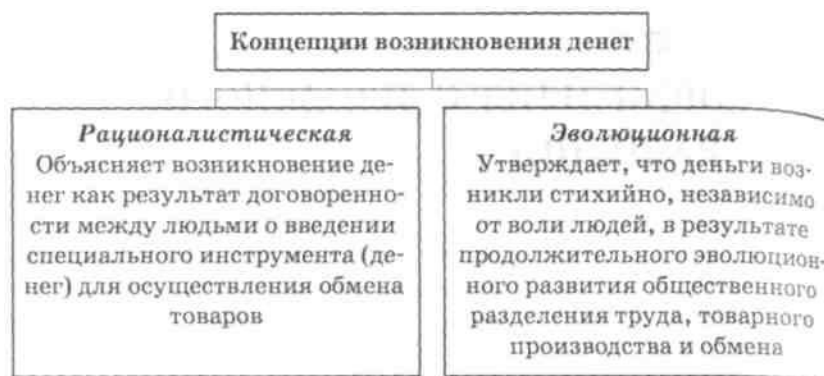 Концепции возникновения денег
Рационалистическая
Объясняет возникновение де-
нег как результат договоренно-
сти между людьми о введении
специального инструмента (де-
нег) для осуществления обмена
товаров
Эволюционная
Утверждает, что деньги воз-
никли стихийно, независимо
от воли людей, в результате
продолжительного эволюцион-
ного развития общественного
разделения труда, товарного
производства и обмена